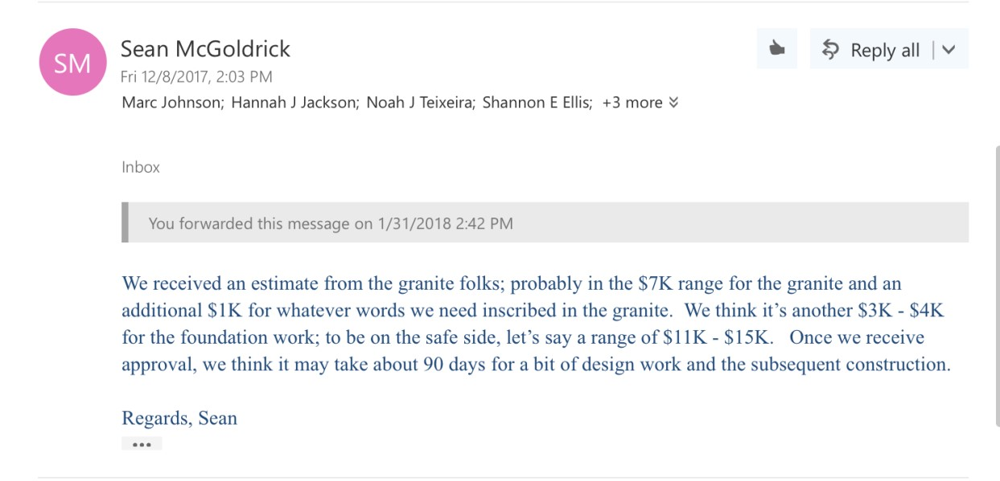 SM
Sean McGoldrick
Reply all
Fri 12/8/2017, 2:03 PM
Marc Johnson; Hannah J Jackson; Noah J Teixeira; Shannon E Ellis; +3 more
Inbox
You forwarded this message on 1/31/2018 2:42 PM
We received an estimate from the granite folks; probably in the $7K range for the granite and an
additional $1K for whatever words we need inscribed in the granite.  We think it’s another $3K - $4K
for the foundation work; to be on the safe side, let’s say a range of $11K - $15K.   Once we receive
approval, we think it may take about 90 days for a bit of design work and the subsequent construction.
Regards, Sean